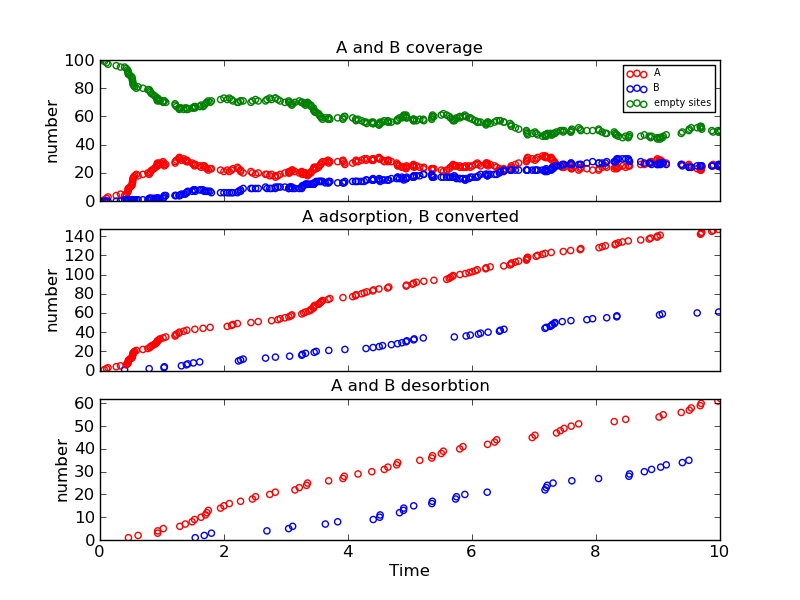 A and B coverage
100
80
60
40
20
0
number
A
B
empty sites
A adsorption, B converted
140
120
100
80
60
40
20
0
number
A and B desorbtion
60
50
40
30
20
10
0
number
0 2 4 6 8 10
Time